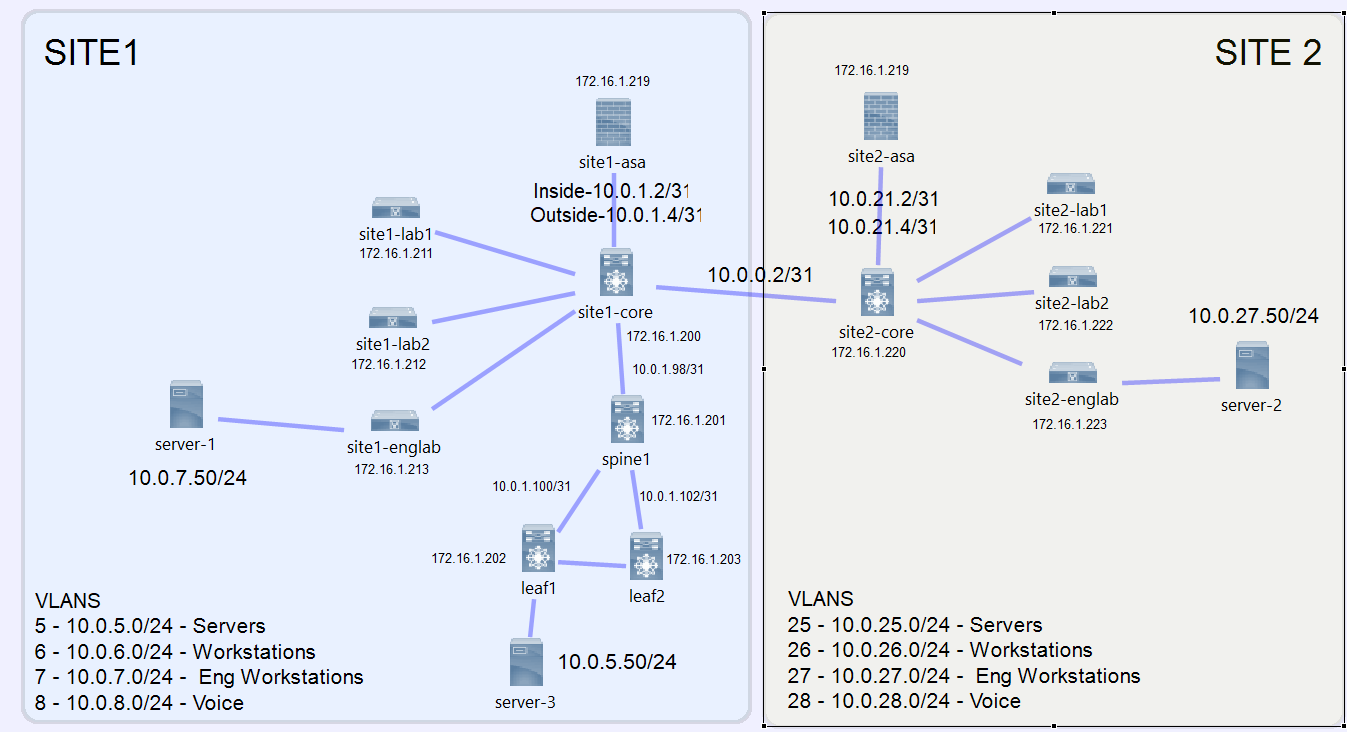 SITE1
172.16.1.219
site1-asa
Inside-10.0.1.2/31
Outside-10.0.1.4/31
site1-lab1
172.16.1.211
site1-core
172.16.1.200
site1-lab2
172.16.1.212
10.0.1.98/31
172.16.1.201
spine1
server-1
10.0.7.50/24
site1-englab
172.16.1.213
10.0.1.100/31
10.0.1.102/31
172.16.1.202
leaf1
172.16.1.203
leaf2
server-3
10.0.5.50/24
VLANS
5 - 10.0.5.0/24 - Servers
6 - 10.0.6.0/24 - Workstations
7 - 10.0.7.0/24 - Eng Workstations
8 - 10.0.8.0/24 - Voice
10.0.0.2/31
SITE 2
172.16.1.219
site2-asa
10.0.21.2/31
10.0.21.4/31
site2-lab1
172.16.1.221
site2-core
172.16.1.220
site2-lab2
172.16.1.222
10.0.27.50/24
site2-englab
172.16.1.223
server-2
VLANS
25 - 10.0.25.0/24 - Servers
26 - 10.0.26.0/24 - Workstations
27 - 10.0.27.0/24 - Eng Workstations
28 - 10.0.28.0/24 - Voice